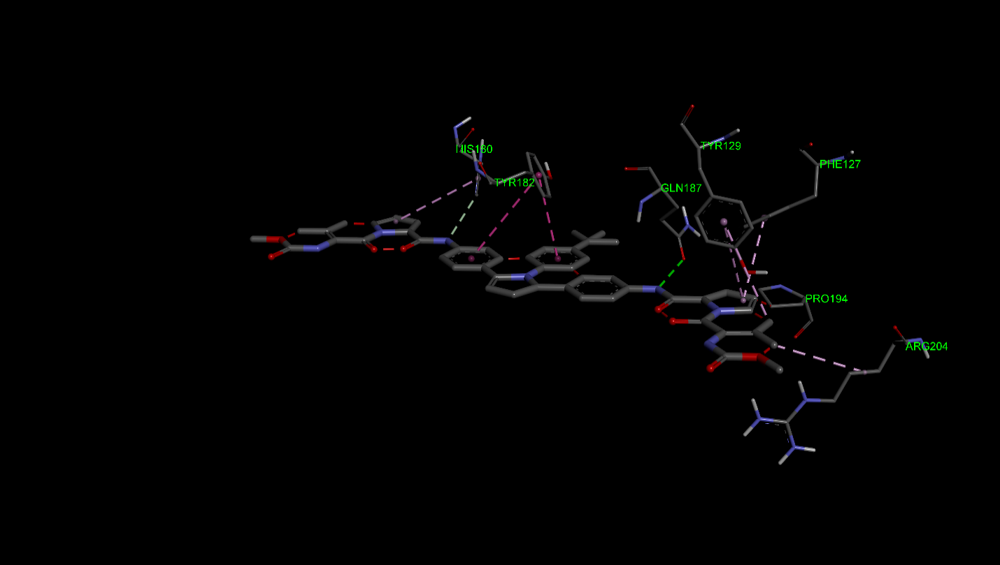 HIS180
TYR182
TYR129
GLN187
PHE127
PRO194
ARG204